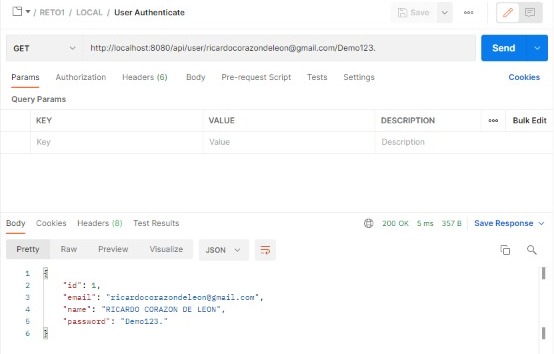 / RETO1 / LOCAL / User Authenticate
Save
GET http://localhost:8080/api/user/ricardocorazondeleon@gmail.com/Demo123. Send
Params Authorization Headers (6) Body Pre-request Script Tests Settings Cookies
Query Params
KEY VALUE DESCRIPTION ooo Bulk Edit
Key Value Description
Body Cookies Headers (8) Test Results 200 OK 5 ms 357 B Save Response
Pretty Raw Preview Visualize JSON
1 {
2 "id": 1,
3 "email": "ricardocorazondeleon@gmail.com",
4 "name": "RICARDO CORAZON DE LEON",
5 "password": "Demo123."
6 }